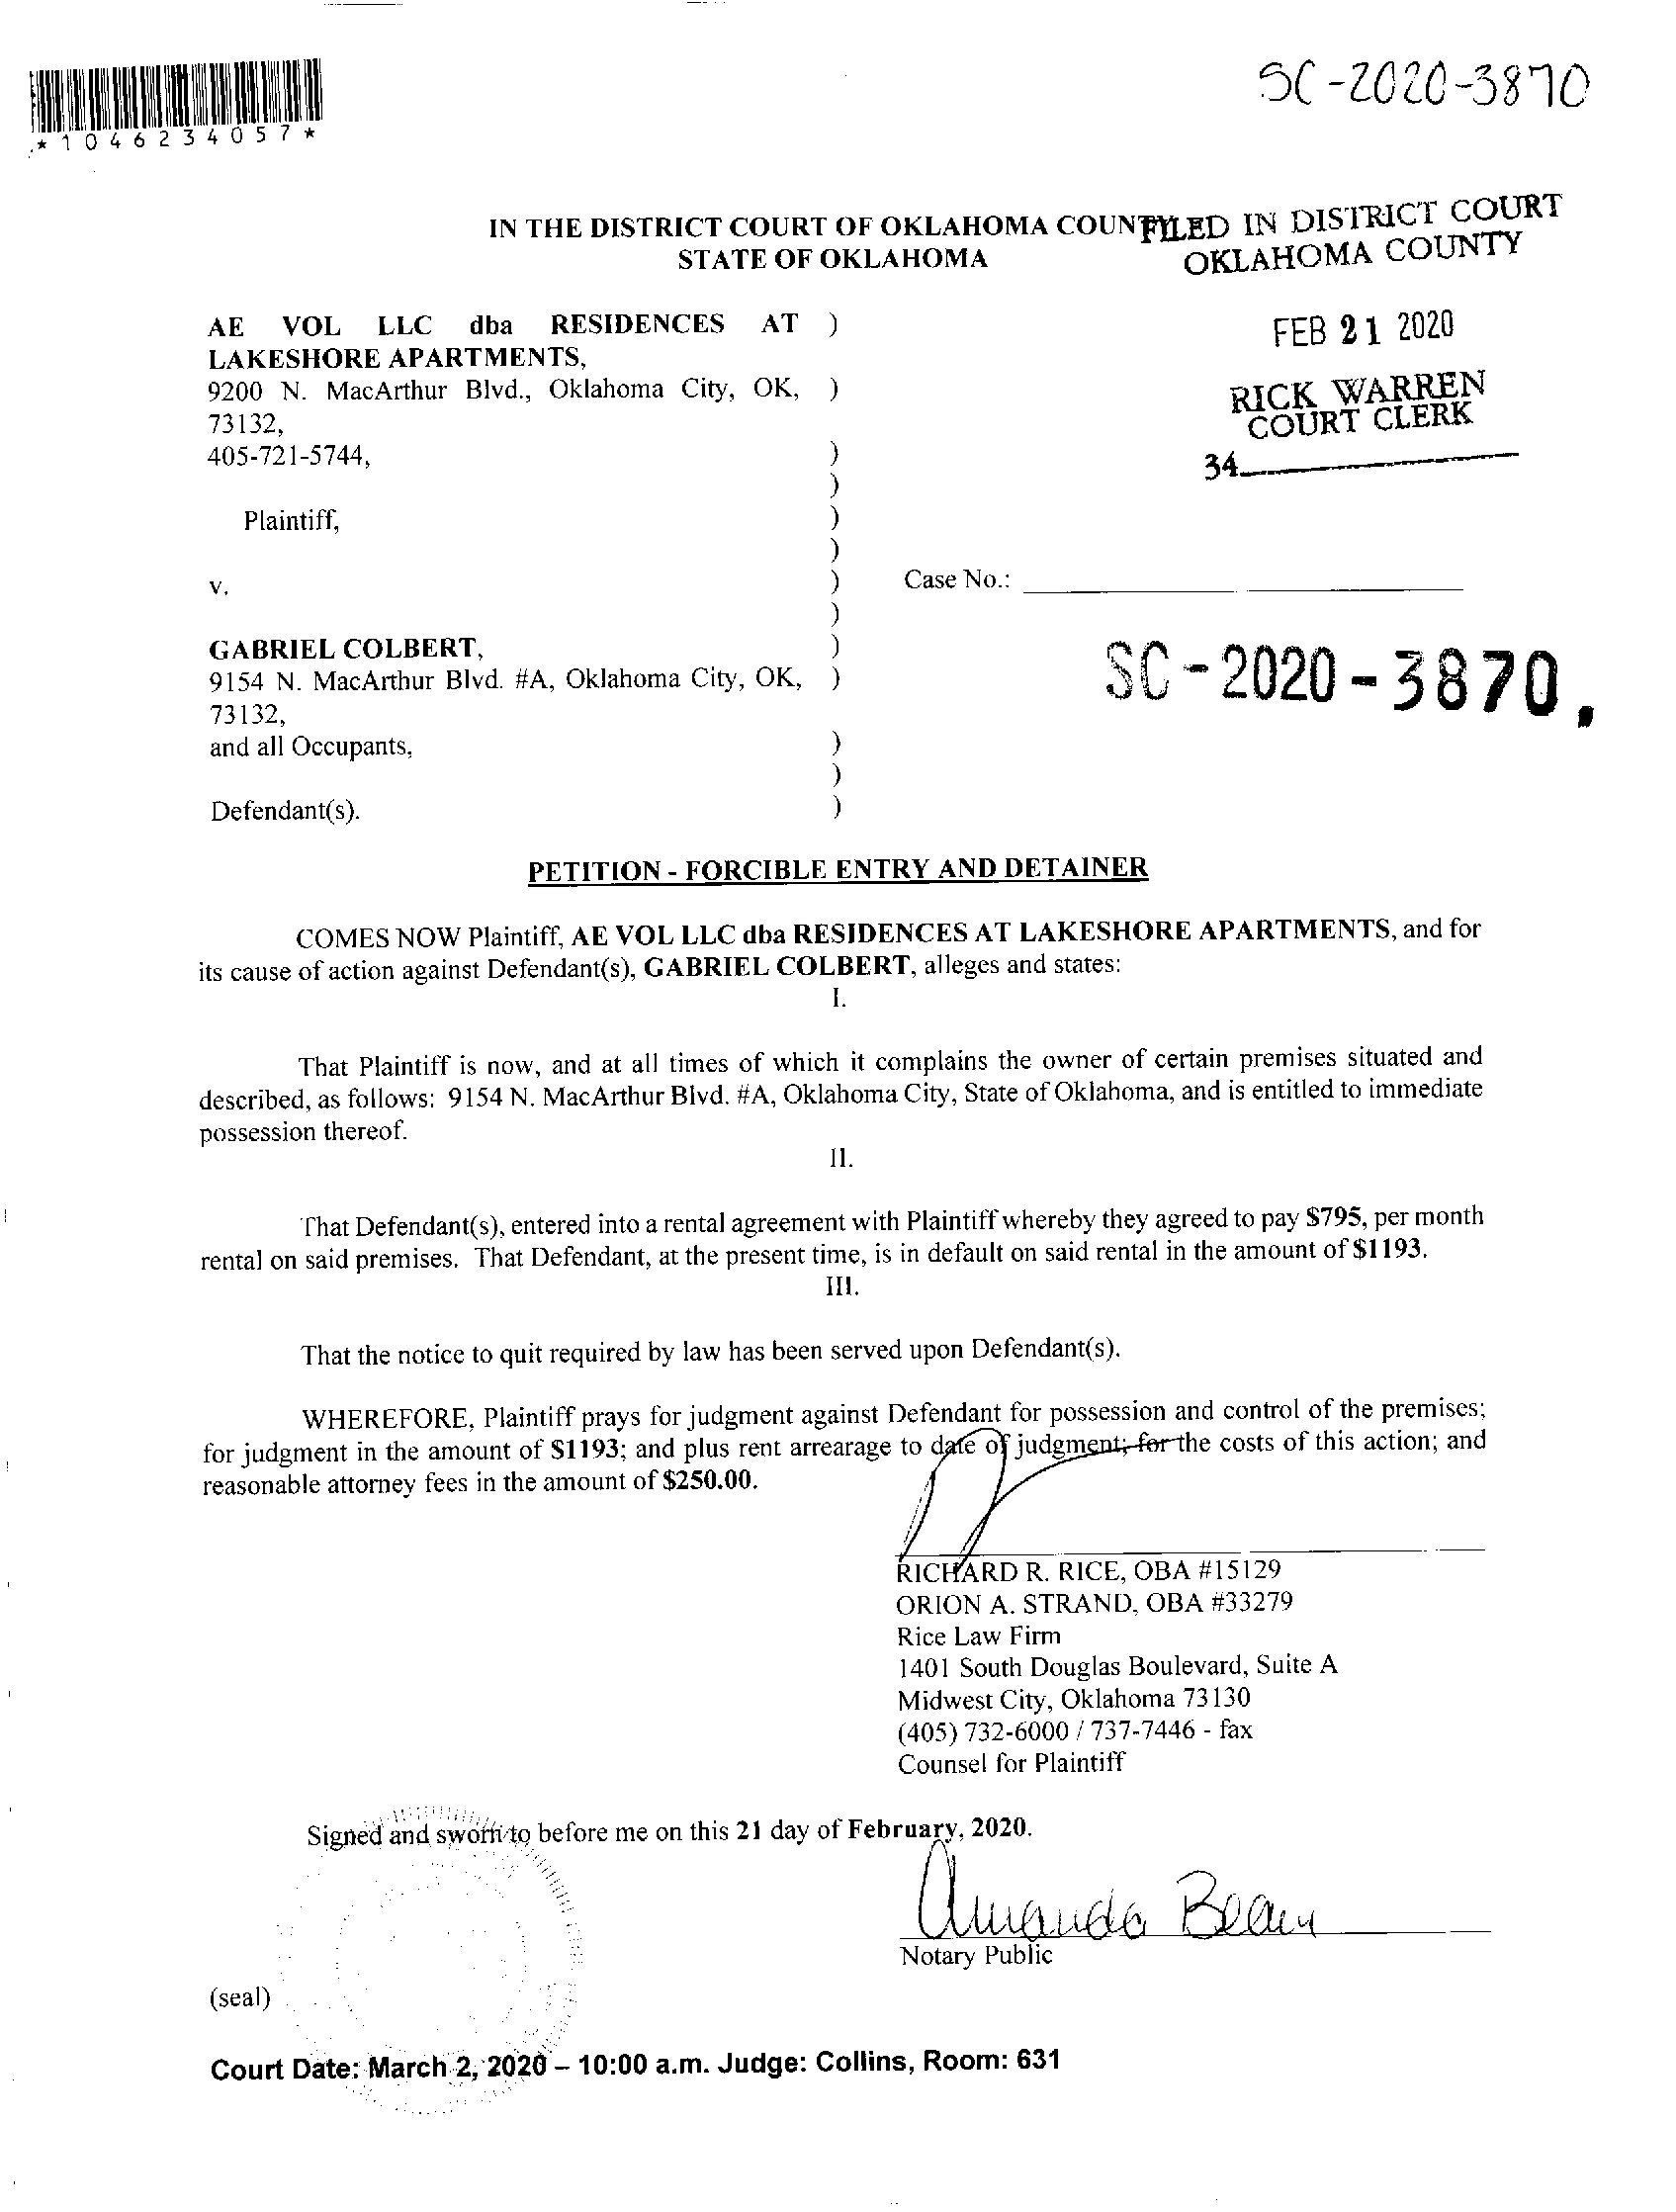 SC-2020-3870
*1046234057*
IN THE DISTRICT COURT OF OKLAHOMA COUNTY
STATE OF OKLAHOMA
FILED IN DISTRICT COURT
OKLAHOMA COUNTY
FEB 21 2020
RICK WARREN
COURT CLERK
34
AE VOL LLC dba RESIDENCES AT )
LAKESHORE APARTMENTS,
9200 N. MacArthur Blvd., Oklahoma City, OK, )
73132,
405-721-5744, )
)
Plaintiff, )
)
v. ) Case No.:
)
GABRIEL COLBERT, )
9154 N. MacArthur Blvd. #A, Oklahoma City, OK, )
SC-2020-3870.
73132,
and all Occupants, )
)
Defendant(s). )
PETITION - FORCIBLE ENTRY AND DETAINER
COMES NOW Plaintiff, AE VOL LLC dba RESIDENCES AT LAKESHORE APARTMENTS, and for
its cause of action against Defendant(s), GABRIEL COLBERT, alleges and states:
I.
That Plaintiff is now, and at all times of which it complains the owner of certain premises situated and
described, as follows: 9154 N. MacArthur Blvd. #A, Oklahoma City, State of Oklahoma, and is entitled to immediate
possession thereof.
II.
That Defendant(s), entered into a rental agreement with Plaintiff whereby they agreed to pay $795, per month
rental on said premises. That Defendant, at the present time, is in default on said rental in the amount of $1193.
III.
That the notice to quit required by law has been served upon Defendant(s).
WHEREFORE, Plaintiff prays for judgment against Defendant for possession and control of the premises;
for judgment in the amount of $1193; and plus rent arrearage to date of judgment; for the costs of this action; and
reasonable attorney fees in the amount of $250.00.
RICHARD R. RICE, OBA #15129
ORION A. STRAND, OBA #33279
Rice Law Firm
1401 South Douglas Boulevard, Suite A
Midwest City, Oklahoma 73130
(405) 732-6000 / 737-7446 - fax
Counsel for Plaintiff
Signed and sworn to before me on this 21 day of February, 2020.
Amanda Bean
Notary Public
(seal)
Court Date: March 2, 2020 – 10:00 a.m. Judge: Collins, Room: 631